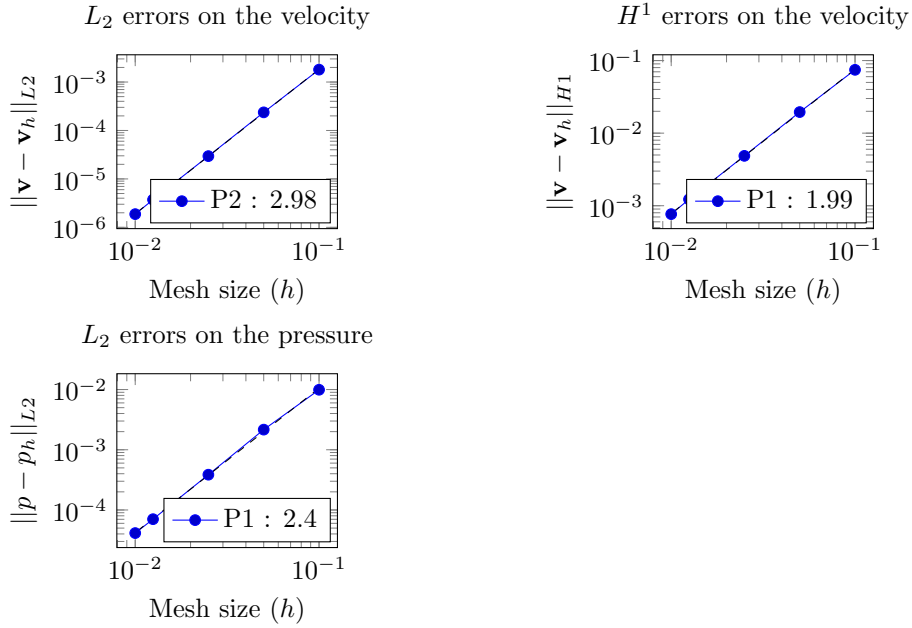 L₂ errors on the velocity
||v − v_h||_{L2}
10⁻³
10⁻⁴
10⁻⁵
10⁻⁶
P2 : 2.98
10⁻² 10⁻¹
Mesh size (h)
H¹ errors on the velocity
||v − v_h||_{H1}
10⁻¹
10⁻²
10⁻³
P1 : 1.99
10⁻² 10⁻¹
Mesh size (h)
L₂ errors on the pressure
||p − p_h||_{L2}
10⁻²
10⁻³
10⁻⁴
P1 : 2.4
10⁻² 10⁻¹
Mesh size (h)